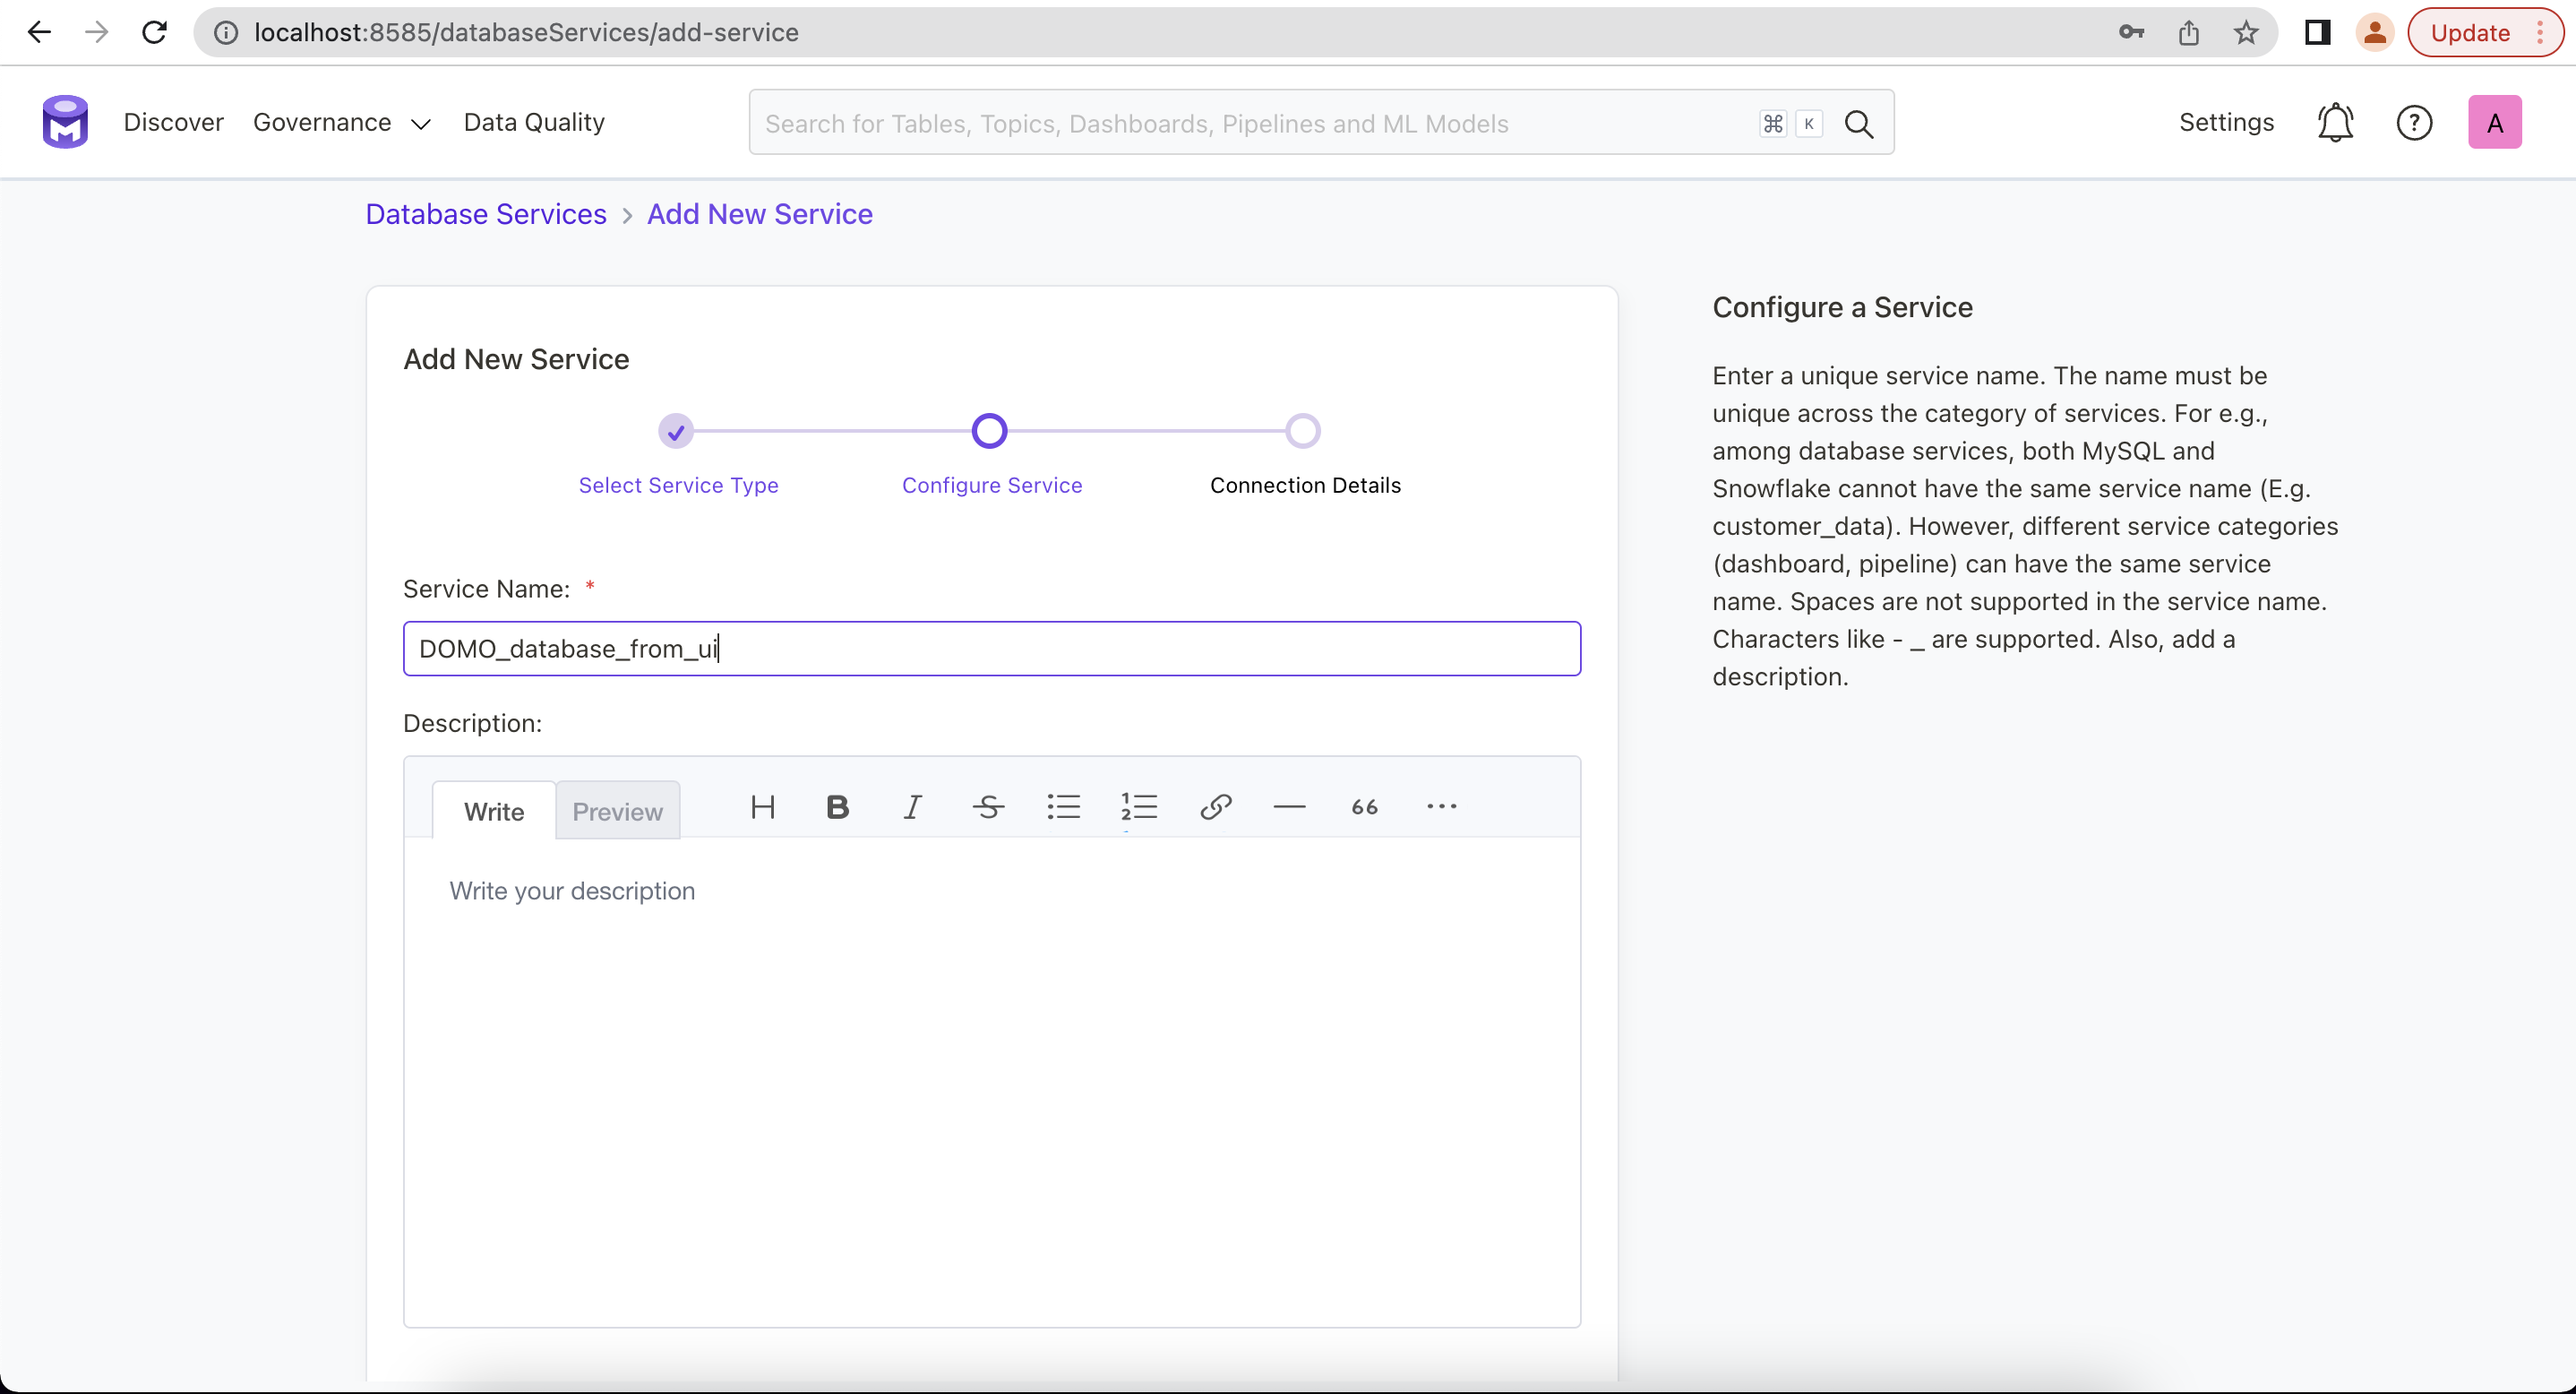 localhost:8585/databaseServices/add-service
Update
Discover Governance Data Quality
Search for Tables, Topics, Dashboards, Pipelines and ML Models ⌘ K
Settings
A
Database Services > Add New Service
Add New Service
Select Service Type
Configure Service
Connection Details
Service Name: *
DOMO_database_from_ui
Description:
Write Preview H B I S 66 ...
Write your description
Configure a Service
Enter a unique service name. The name must be
unique across the category of services. For e.g.,
among database services, both MySQL and
Snowflake cannot have the same service name (E.g.
customer_data). However, different service categories
(dashboard, pipeline) can have the same service
name. Spaces are not supported in the service name.
Characters like - _ are supported. Also, add a
description.